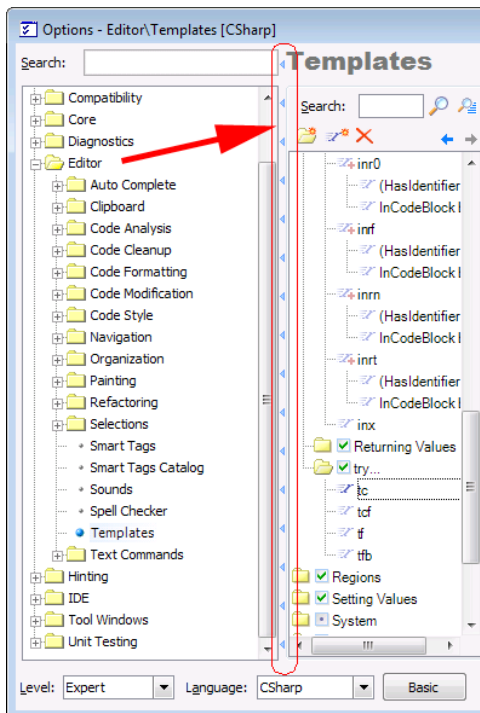 Options - Editor\Templates [CSharp]
Search:
Compatibility
Core
Diagnostics
Editor
Auto Complete
Clipboard
Code Analysis
Code Cleanup
Code Formatting
Code Modification
Code Style
Navigation
Organization
Painting
Refactoring
Selections
Smart Tags
Smart Tags Catalog
Sounds
Spell Checker
Templates
Text Commands
Hinting
IDE
Tool Windows
Unit Testing
Templates
Search:
inr0
(HasIdentifier
InCodeBlock
inrf
(HasIdentifier
InCodeBlock
inrn
(HasIdentifier
InCodeBlock
inrt
(HasIdentifier
InCodeBlock
inx
Returning Values
try...
tc
tcf
tf
tfb
Regions
Setting Values
System
Level: Expert Language: CSharp Basic